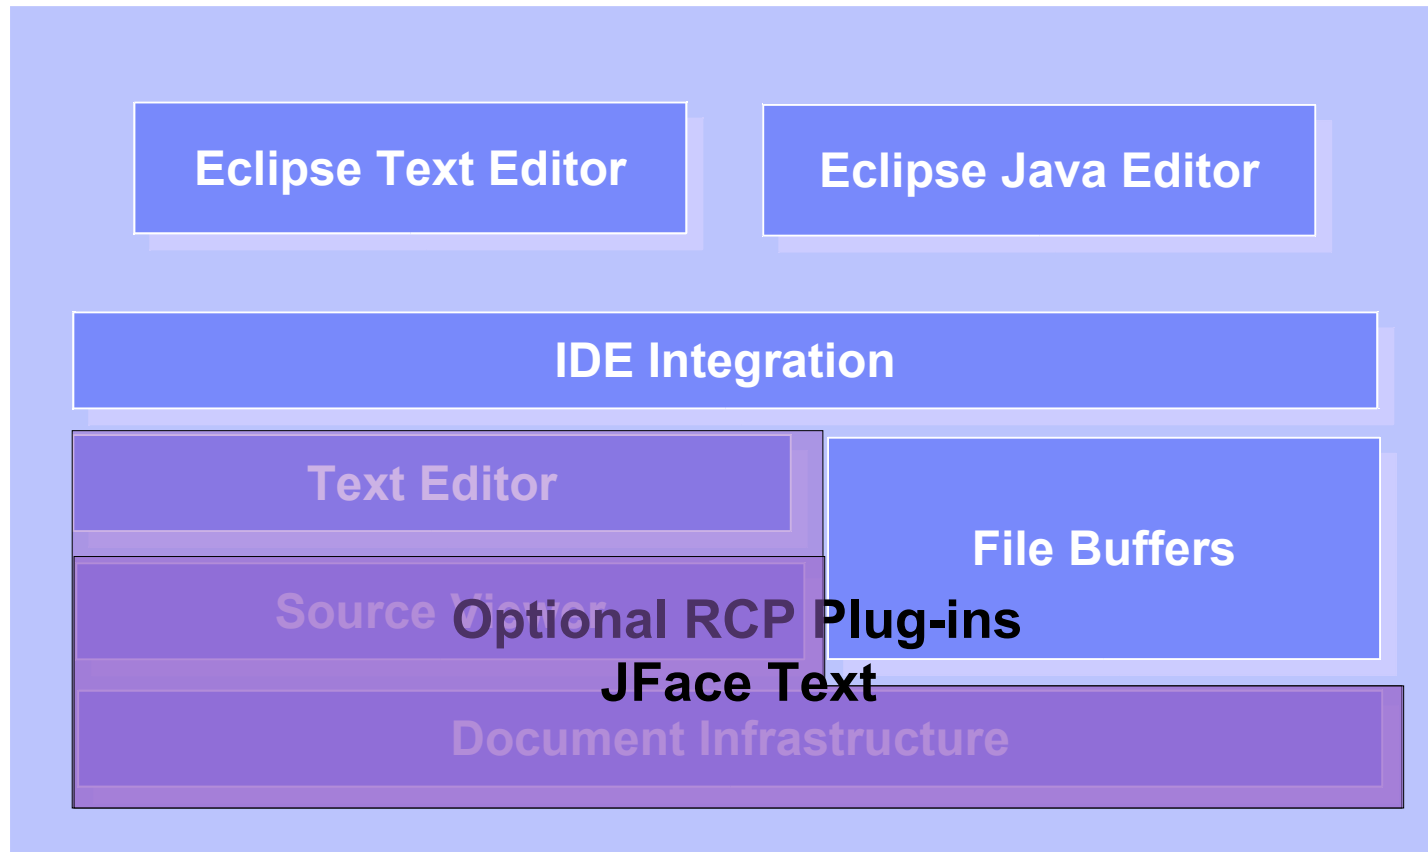 Eclipse Text Editor
Eclipse Java Editor
IDE Integration
Text Editor
File Buffers
Source Viewer
Optional RCP Plug-ins
JFace Text
Document Infrastructure